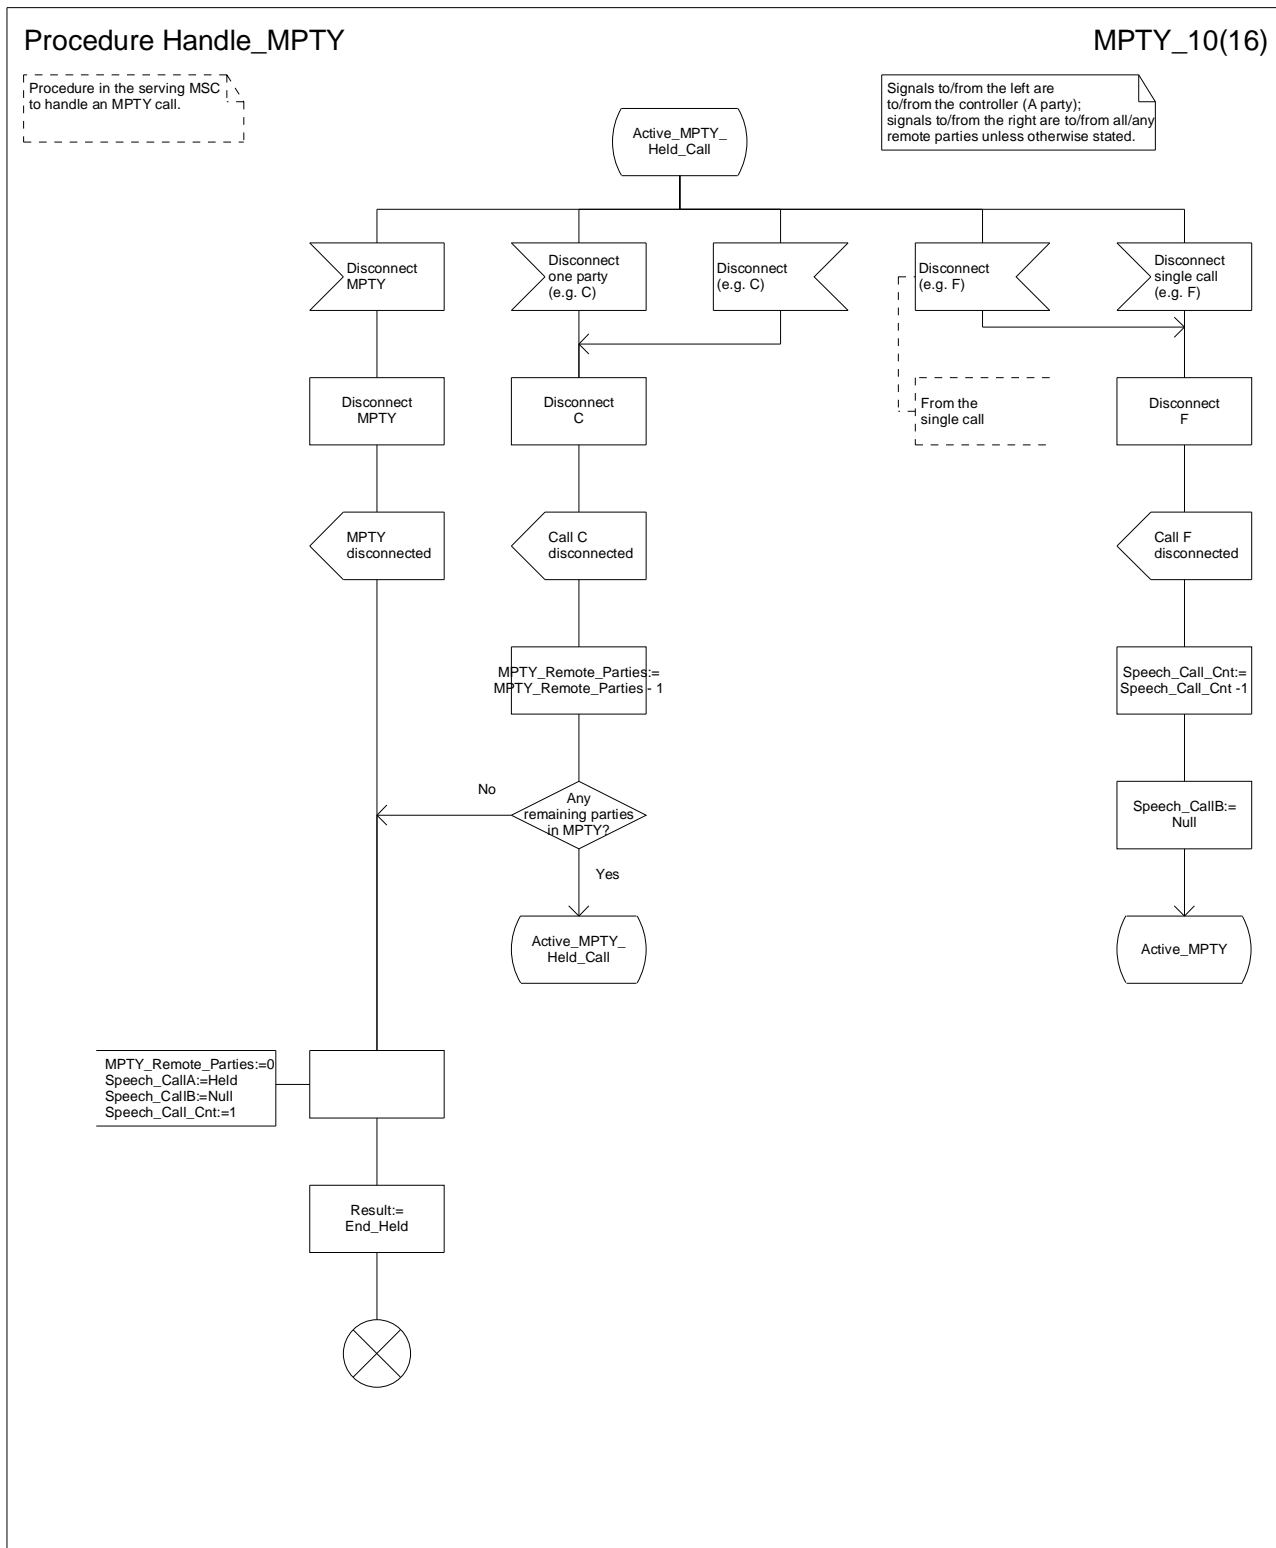 Procedure Handle_MPTY
MPTY_10(16)
Procedure in the serving MSC
to handle an MPTY call.
Signals to/from the left are
to/from the controller (A party);
signals to/from the right are to/from all/any
remote parties unless otherwise stated.
Active_MPTY_
Held_Call
Disconnect
MPTY
Disconnect
one party
(e.g. C)
Disconnect
(e.g. C)
Disconnect
(e.g. F)
Disconnect
single call
(e.g. F)
Disconnect
MPTY
Disconnect
C
From the
single call
Disconnect
F
MPTY
disconnected
Call C
disconnected
Call F
disconnected
MPTY_Remote_Parties:=
MPTY_Remote_Parties - 1
Speech_Call_Cnt:=
Speech_Call_Cnt -1
No
Any
remaining parties
in MPTY?
Speech_CallB:=
Null
Yes
Active_MPTY_
Held_Call
Active_MPTY
MPTY_Remote_Parties:=0
Speech_CallA:=Held
Speech_CallB:=Null
Speech_Call_Cnt:=1
Result:=
End_Held